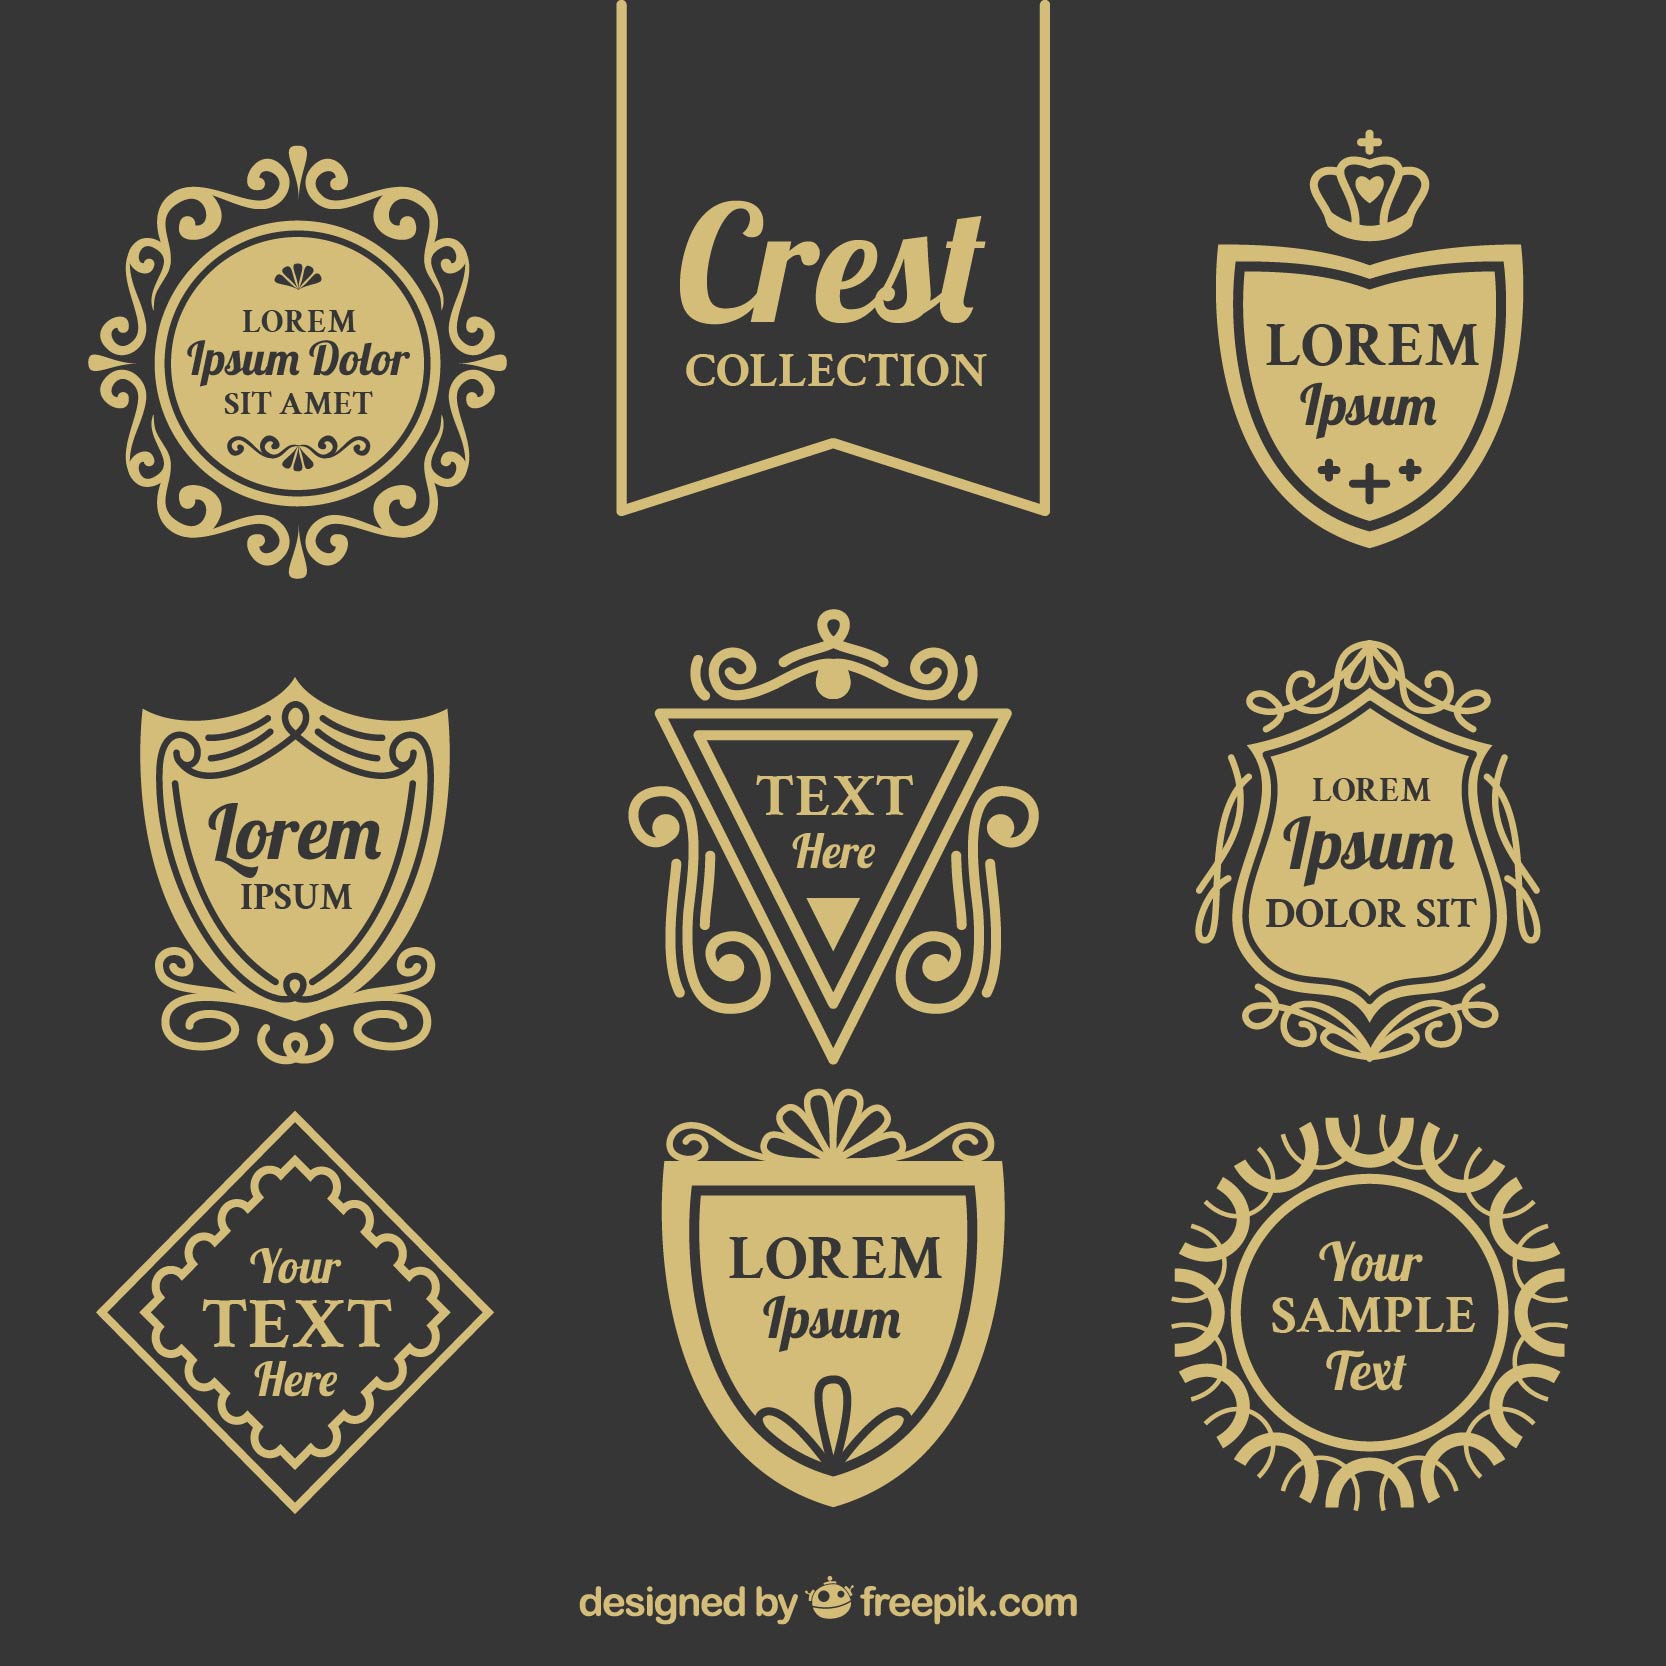 LOREM
Ipsum Dolor
SIT AMET
Crest
COLLECTION
LOREM
Ipsum
Lorem
IPSUM
TEXT
Here
LOREM
Ipsum
DOLOR SIT
Your
TEXT
Here
LOREM
Ipsum
Your
SAMPLE
Text
designed by freepik.com